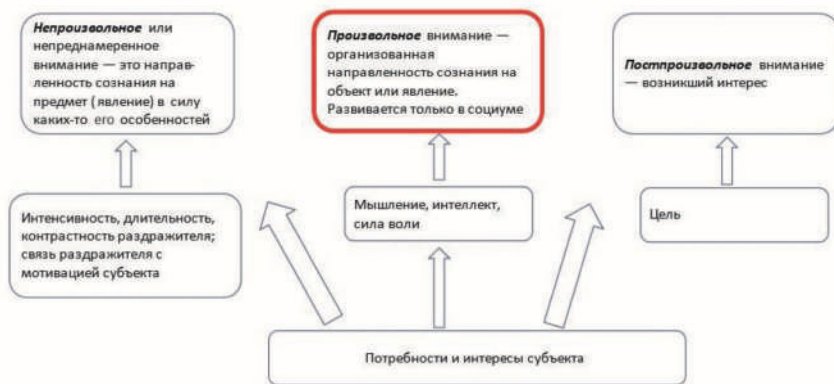 Непроизвольное или
непреднамеренное
внимание — это направ-
ленность сознания на
предмет (явление) в силу
каких-то его особенностей
Произвольное внимание —
организованная
направленность сознания на
объект или явление.
Развивается только в социуме
Постпроизвольное внимание
— возникший интерес
Интенсивность, длительность,
контрастность раздражителя;
связь раздражителя с
мотивацией субъекта
Мышление, интеллект,
сила воли
Цель
Потребности и интересы субъекта